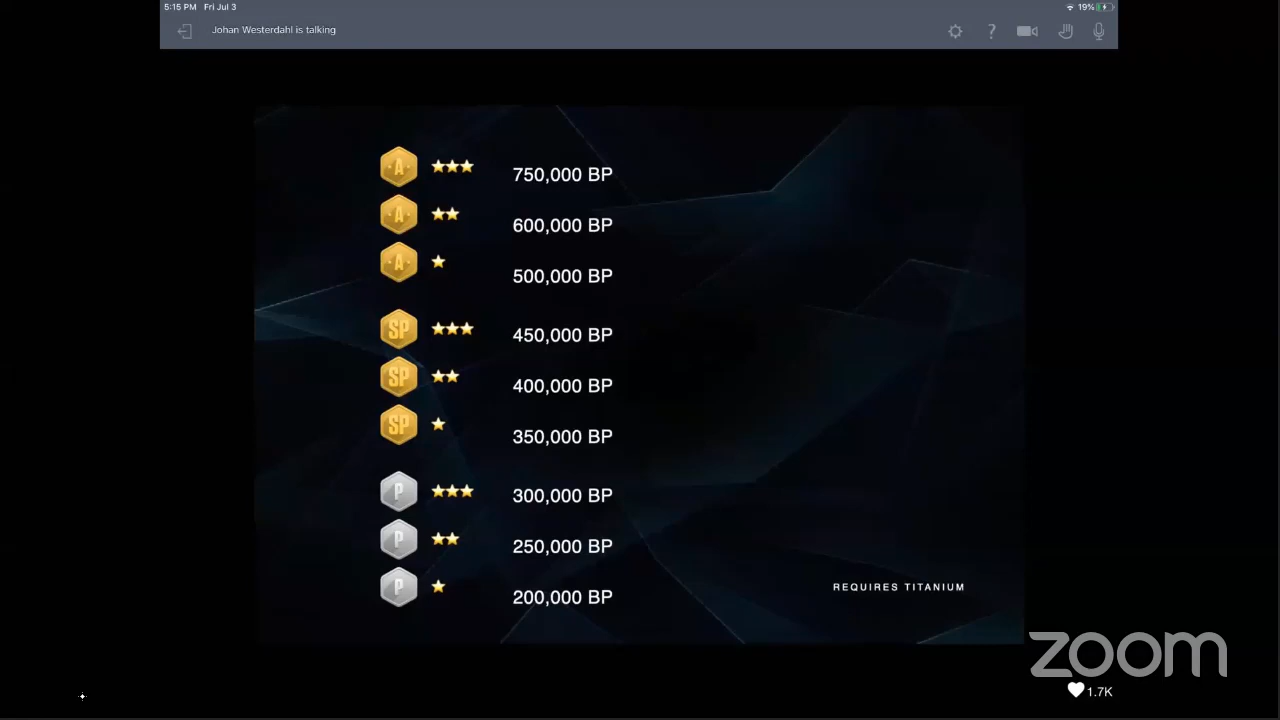 5:15 PM Fri Jul 3
19%
Johan Westerdahl is talking
?
A 750,000 BP
A 600,000 BP
A 500,000 BP
SP 450,000 BP
SP 400,000 BP
SP 350,000 BP
P 300,000 BP
P 250,000 BP
P 200,000 BP
REQUIRES TITANIUM
zoom
1.7K